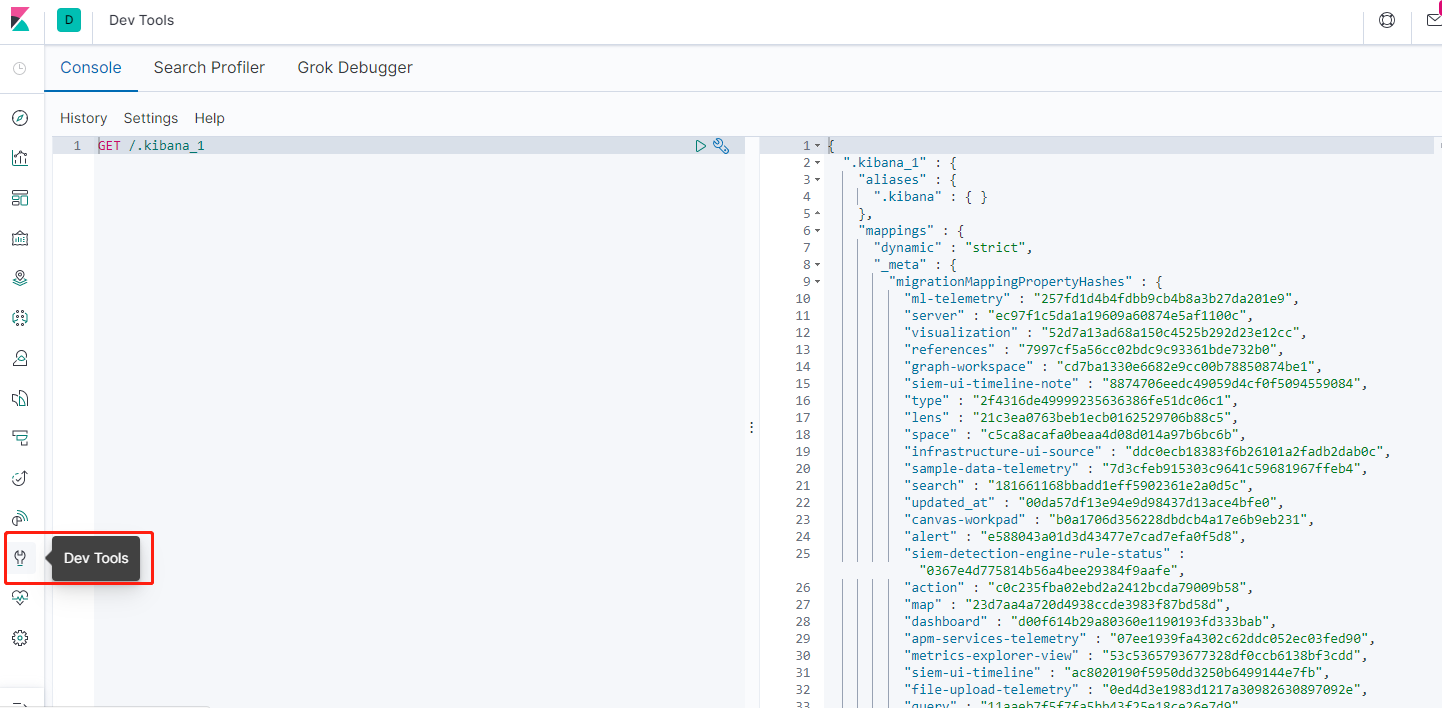 D Dev Tools
Console Search Profiler Grok Debugger
History Settings Help
1 GET /.kibana_1
Dev Tools
1 {
2 ".kibana_1" : {
3 "aliases" : {
4 ".kibana" : { }
5 },
6 "mappings" : {
7 "dynamic" : "strict",
8 "_meta" : {
9 "migrationMappingPropertyHashes" : {
10 "ml-telemetry" : "257fd1d4b4fdbb9cb4b8a3b27da201e9",
11 "server" : "ec97f1c5da1a19609a60874e5af1100c",
12 "visualization" : "52d7a13ad68a150c4525b292d23e12cc",
13 "references" : "7997cf5a56cc02bdc9c93361bde732b0",
14 "graph-workspace" : "cd7ba1330e6682e9cc00b78850874be1",
15 "siem-ui-timeline-note" : "8874706eedc49059d4cf0f5094559084",
16 "type" : "2f4316de49999235636386fe51dc06c1",
17 "lens" : "21c3ea0763beb1ecb0162529706b88c5",
18 "space" : "c5ca8acafa0beaa4d08d014a97b6bc6b",
19 "infrastructure-ui-source" : "ddc0ecb18383f6b26101a2fadb2dab0c",
20 "sample-data-telemetry" : "7d3cfeb915303c9641c59681967ffeb4",
21 "search" : "181661168bbadd1eff5902361e2a0d5c",
22 "updated_at" : "00da57df13e94e9d98437d13ace4bfe0",
23 "canvas-workpad" : "b0a1706d356228dbdcb4a17e6b9eb231",
24 "alert" : "e588043a01d3d43477e7cad7efa0f5d8",
25 "siem-detection-engine-rule-status" :
"0367e4d775814b56a4bee29384f9aafe",
26 "action" : "c0c235fba02ebd2a2412bcda79009b58",
27 "map" : "23d7aa4a720d4938ccde3983f87bd58d",
28 "dashboard" : "d00f614b29a80360e1190193fd333bab",
29 "apm-services-telemetry" : "07ee1939fa4302c62ddc052ec03fed90",
30 "metrics-explorer-view" : "53c5365793677328df0ccb6138bf3cdd",
31 "siem-ui-timeline" : "ac8020190f5950dd3250b6499144e7fb",
32 "file-upload-telemetry" : "0ed4d3e1983d1217a30982630897092e",
33 "query" : "11aaeb7f5f7fa5bb43f25e18ce26e7d9",